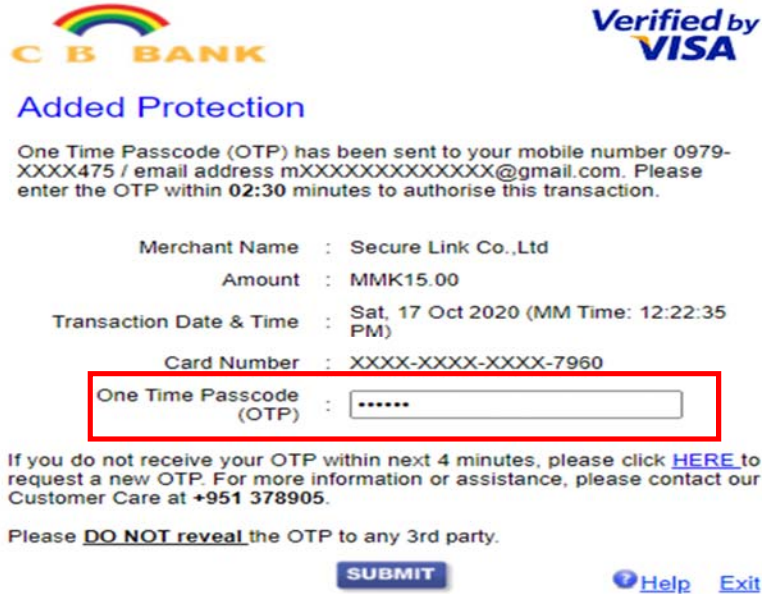 C B BANK
Verified by
VISA
Added Protection
One Time Passcode (OTP) has been sent to your mobile number 0979-
XXXX475 / email address mXXXXXXXXXXXXX@gmail.com. Please
enter the OTP within 02:30 minutes to authorise this transaction.
Merchant Name : Secure Link Co.,Ltd
Amount : MMK15.00
Transaction Date & Time : Sat, 17 Oct 2020 (MM Time: 12:22:35
PM)
Card Number : XXXX-XXXX-XXXX-7960
One Time Passcode
(OTP) : ••••••
If you do not receive your OTP within next 4 minutes, please click HERE to
request a new OTP. For more information or assistance, please contact our
Customer Care at +951 378905.
Please DO NOT reveal the OTP to any 3rd party.
SUBMIT
? Help Exit